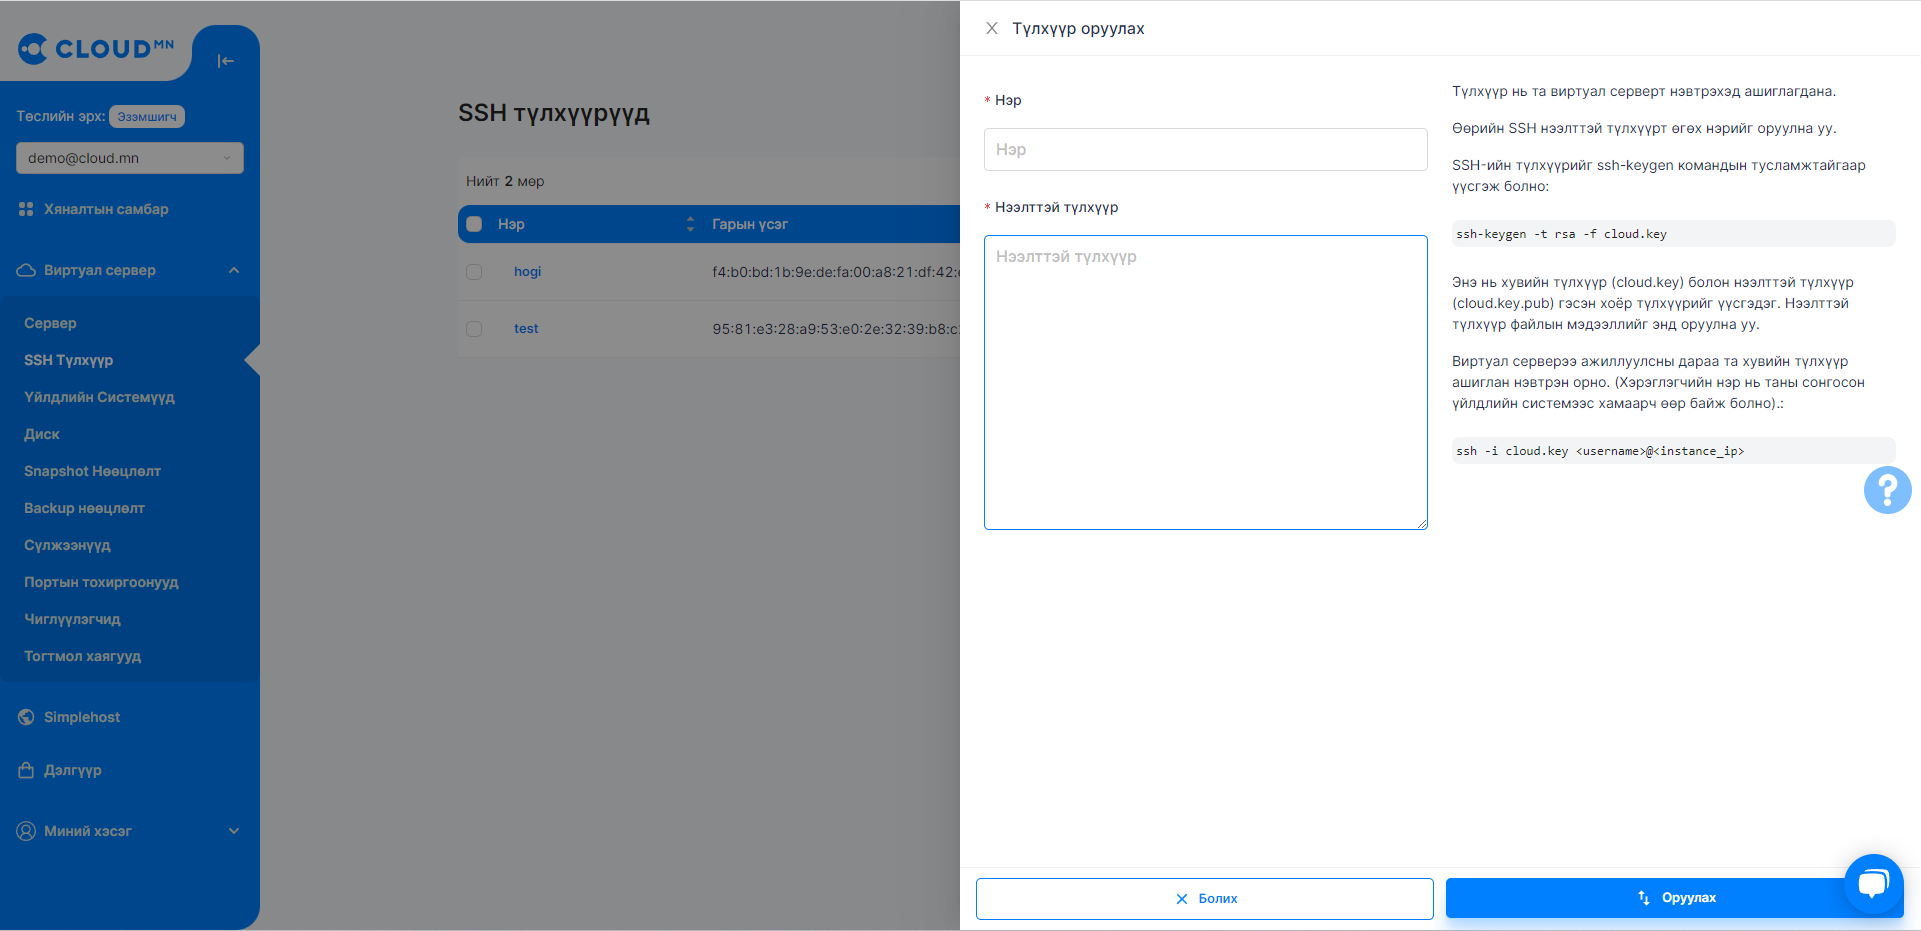 CLOUD MN
Төслийн эрх: Эзэмшигч
demo@cloud.mn
Хяналтын самбар
Виртуал сервер
Сервер
SSH Түлхүүр
Үйлдлийн Системүүд
Диск
Snapshot Нөөцлөлт
Backup нөөцлөлт
Сүлжээнүүд
Портын тохиргоонууд
Чиглүүлэгчид
Тогтмол хаягууд
Simplehost
Дэлгүүр
Миний хэсэг
SSH түлхүүрүүд
Нийт 2 мөр
Нэр Гарын үсэг
hogi f4:b0:bd:1b:9e:de:fa:00:a8:21:df:42:
test 95:81:e3:28:a9:53:e0:2e:32:39:b8:c
Түлхүүр оруулах
* Нэр
Нэр
* Нээлттэй түлхүүр
Нээлттэй түлхүүр
Түлхүүр нь та виртуал серверт нэвтрэхэд ашиглагдана.
Өөрийн SSH нээлттэй түлхүүрт өгөх нэрийг оруулна уу.
SSH-ийн түлхүүрийг ssh-keygen командын тусламжтайгаар
үүсгэж болно:
ssh-keygen -t rsa -f cloud.key
Энэ нь хувийн түлхүүр (cloud.key) болон нээлттэй түлхүүр
(cloud.key.pub) гэсэн хоёр түлхүүрийг үүсгэдэг. Нээлттэй
түлхүүр файлын мэдээллийг энд оруулна уу.
Виртуал серверээ ажиллуулсны дараа та хувийн түлхүүр
ашиглан нэвтрэн орно. (Хэрэглэгчийн нэр нь таны сонгосон
үйлдлийн системээс хамаарч өөр байж болно).:
ssh -i cloud.key <username>@<instance_ip>
?
Болих
Оруулах